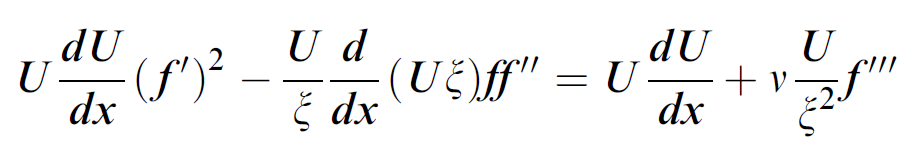 U dU/dx (f′)² − U/ξ d/dx (Uξ)ff″ = U dU/dx + ν U/ξ² f‴